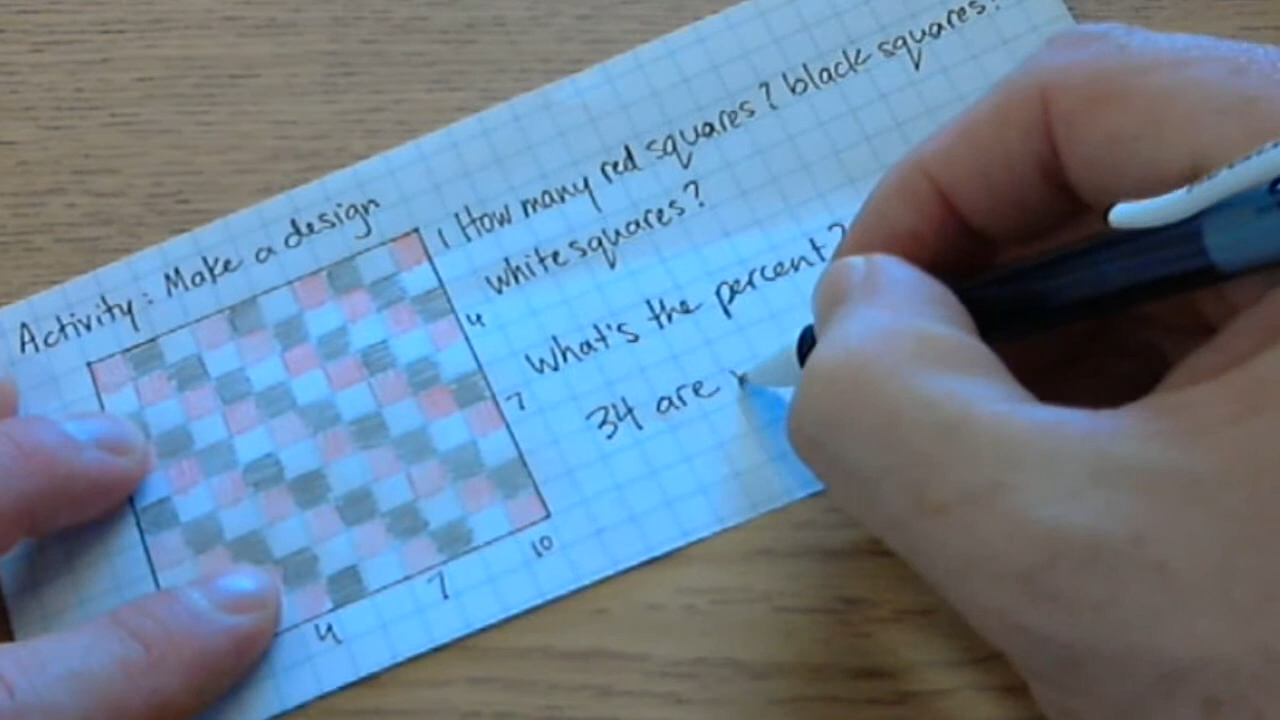 Activity: Make a design
1 How many red squares? black squares?
white squares?
4
What's the percent?
7
34 are
10
7
4